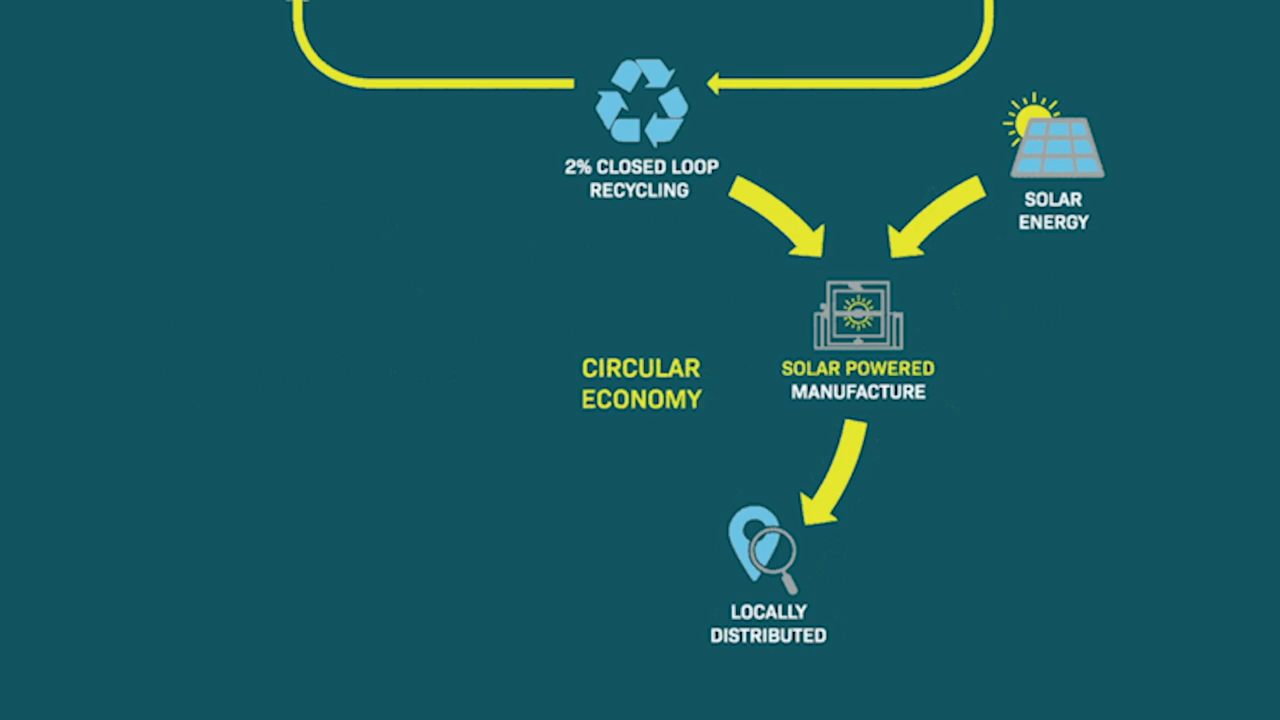 2% CLOSED LOOP
RECYCLING
SOLAR
ENERGY
CIRCULAR
ECONOMY
SOLAR POWERED
MANUFACTURE
LOCALLY
DISTRIBUTED